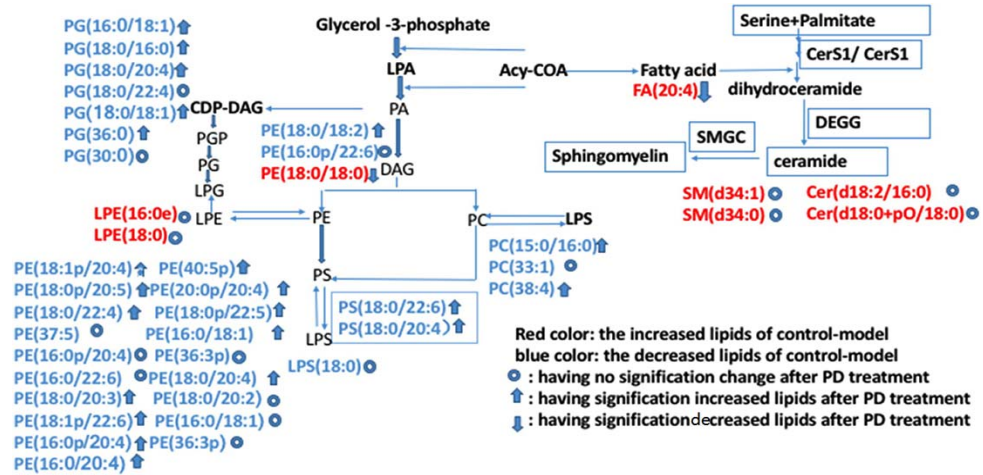 PG(16:0/18:1)
PG(18:0/16:0)
PG(18:0/20:4)
PG(18:0/22:4)
PG(18:0/18:1)
PG(36:0)
PG(30:0)
CDP-DAG
PGP
PG
LPG
LPE
LPE(16:0e)
LPE(18:0)
Glycerol -3-phosphate
LPA
PA
DAG
Acy-COA
Fatty acid
FA(20:4)
Serine+Palmitate
CerS1/ CerS1
dihydroceramide
DEGG
SMGC
Sphingomyelin
ceramide
SM(d34:1)
SM(d34:0)
Cer(d18:2/16:0)
Cer(d18:0+pO/18:0)
PE(18:0/18:2)
PE(16:0p/22:6)
PE(18:0/18:0)
PE
PC
LPS
PC(15:0/16:0)
PC(33:1)
PC(38:4)
PS
PS(18:0/22:6)
PS(18:0/20:4)
LPS
LPS(18:0)
PE(18:1p/20:4) PE(40:5p)
PE(18:0p/20:5) PE(20:0p/20:4)
PE(18:0/22:4) PE(18:0p/22:5)
PE(37:5) PE(16:0/18:1)
PE(16:0p/20:4) PE(36:3p)
PE(16:0/22:6) PE(18:0/20:4)
PE(18:0/20:3) PE(18:0/20:2)
PE(18:1p/22:6) PE(16:0/18:1)
PE(16:0p/20:4) PE(36:3p)
PE(16:0/20:4)
Red color: the increased lipids of control-model
blue color: the decreased lipids of control-model
: having no signification change after PD treatment
: having signification increased lipids after PD treatment
: having significationdecreased lipids after PD treatment